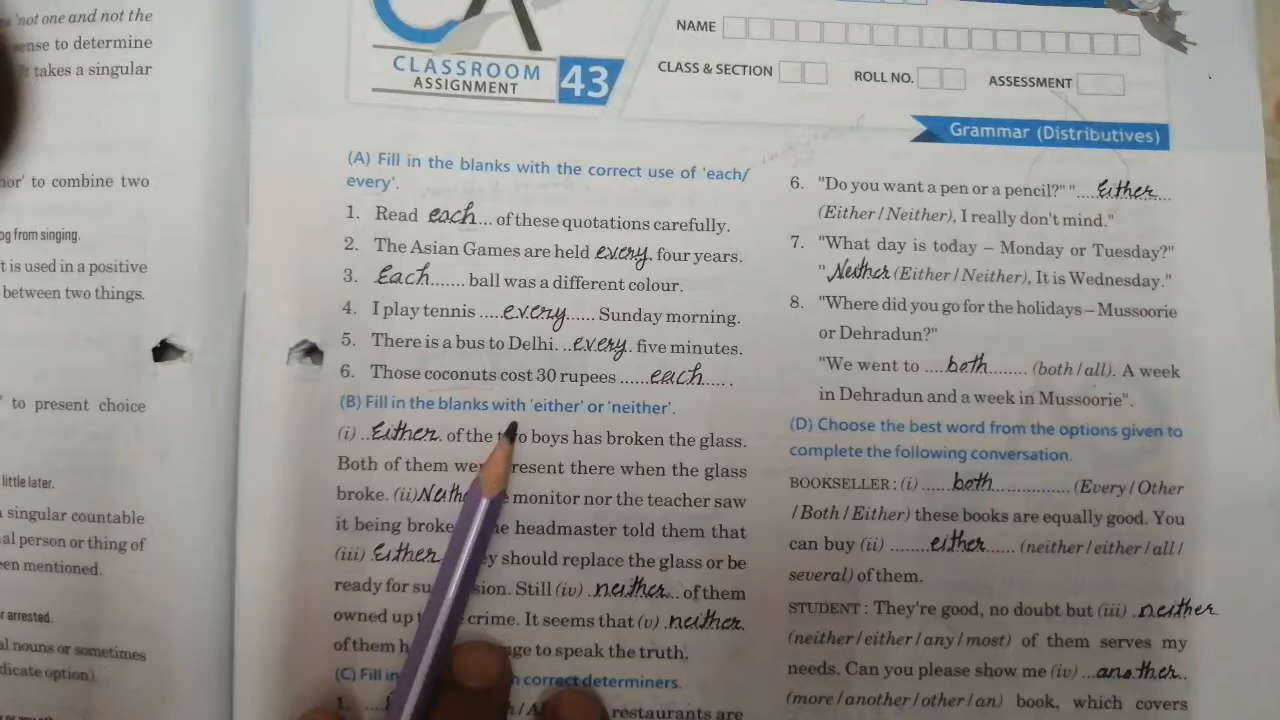 'not one and not the
sense to determine
takes a singular
to combine two
og from singing.
t is used in a positive
between two things.
to present choice
little later.
singular countable
al person or thing of
een mentioned.
r arrested.
al nouns or sometimes
dicate option)
CLASSROOM
ASSIGNMENT
43
NAME
CLASS & SECTION
ROLL NO.
ASSESSMENT
Grammar (Distributives)
(A) Fill in the blanks with the correct use of 'each/
every'.
1. Read each... of these quotations carefully.
2. The Asian Games are held every. four years.
3. Each....... ball was a different colour.
4. I play tennis .....every...... Sunday morning.
5. There is a bus to Delhi. ..every. five minutes.
6. Those coconuts cost 30 rupees ......each..... .
(B) Fill in the blanks with 'either' or 'neither'.
(i) ..Either. of the two boys has broken the glass.
Both of them present there when the glass
broke. (ii) monitor nor the teacher saw
it being headmaster told them that
(iii) Either should replace the glass or be
ready for Still (iv) .neither.. of them
owned up crime. It seems that (v) .neither.
of them to speak the truth.
(C) Fill in correct determiners.
1. restaurants are
6. "Do you want a pen or a pencil?" "....Either...
(Either / Neither), I really don't mind."
7. "What day is today – Monday or Tuesday?"
"Neither (Either / Neither), It is Wednesday."
8. "Where did you go for the holidays – Mussoorie
or Dehradun?"
"We went to ....both........ (both / all). A week
in Dehradun and a week in Mussoorie".
(D) Choose the best word from the options given to
complete the following conversation.
BOOKSELLER : (i) ......both................ (Every / Other
/ Both / Either) these books are equally good. You
can buy (ii) ........either...... (neither / either / all /
several) of them.
STUDENT : They're good, no doubt but (iii) .neither
(neither / either / any / most) of them serves my
needs. Can you please show me (iv) ...another..
(more / another / other / an) book, which covers